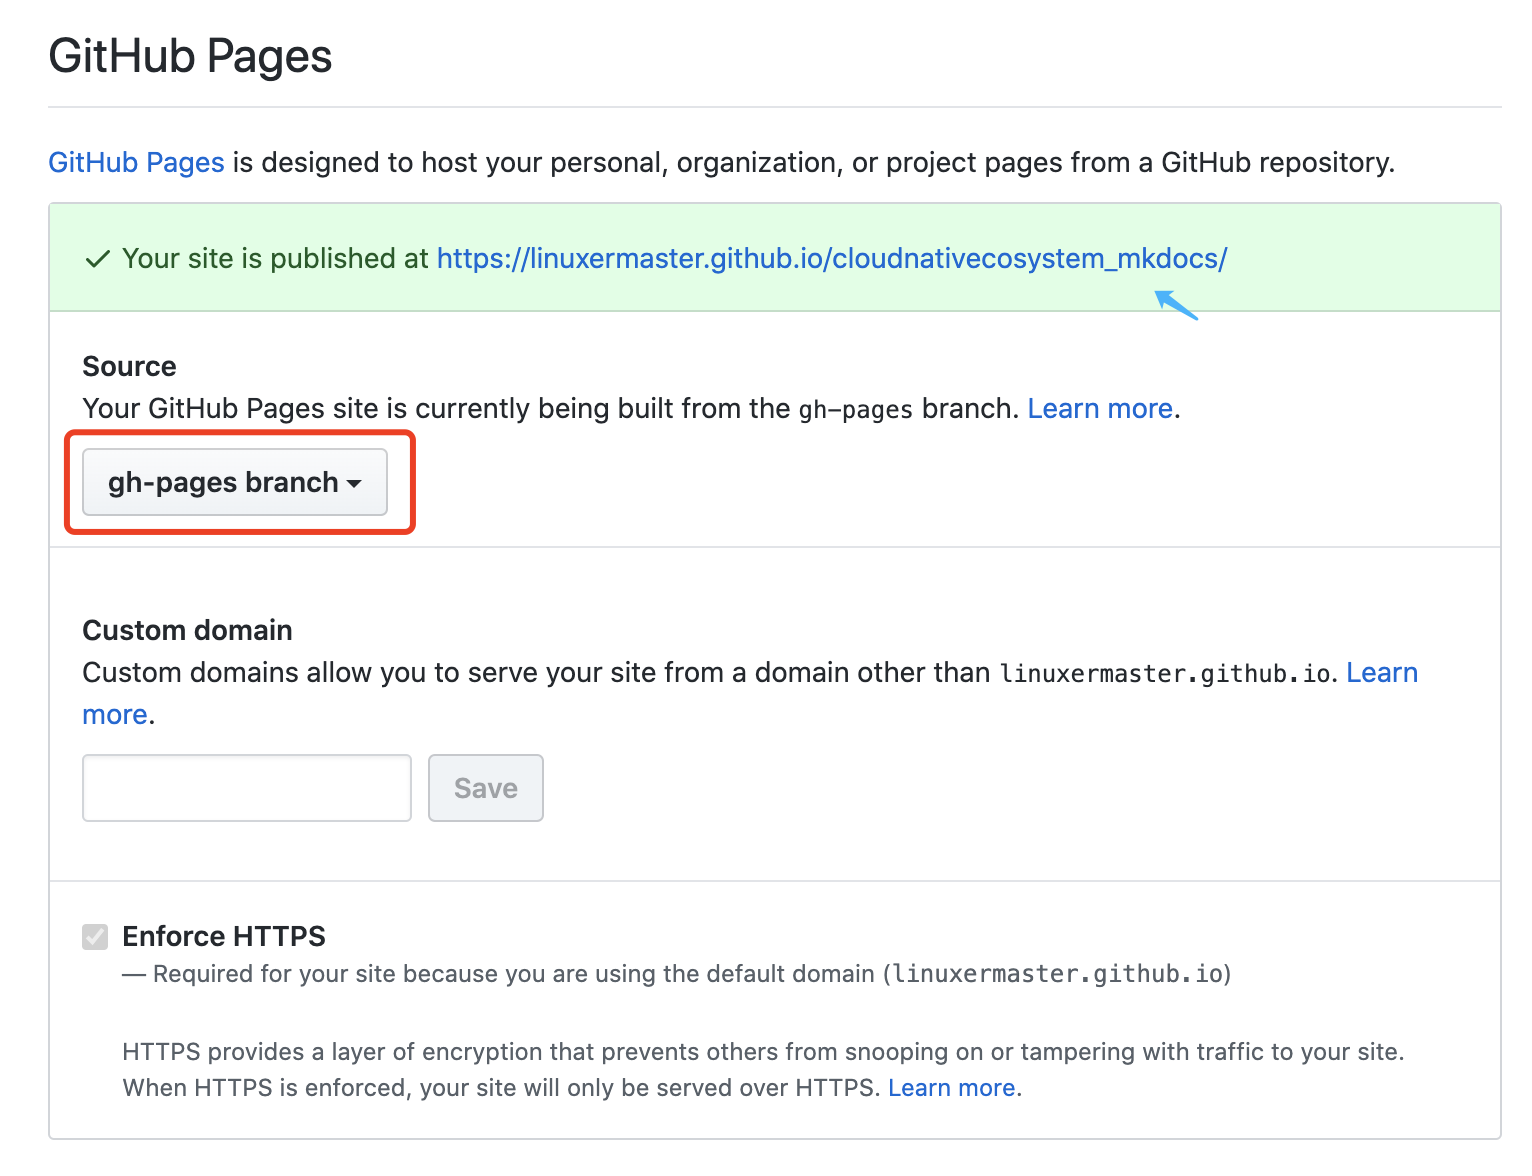 GitHub Pages
GitHub Pages is designed to host your personal, organization, or project pages from a GitHub repository.
Your site is published at https://linuxermaster.github.io/cloudnativecosystem_mkdocs/
Source
Your GitHub Pages site is currently being built from the gh-pages branch. Learn more.
gh-pages branch
Custom domain
Custom domains allow you to serve your site from a domain other than linuxermaster.github.io. Learn
more.
Save
Enforce HTTPS
— Required for your site because you are using the default domain (linuxermaster.github.io)
HTTPS provides a layer of encryption that prevents others from snooping on or tampering with traffic to your site.
When HTTPS is enforced, your site will only be served over HTTPS. Learn more.